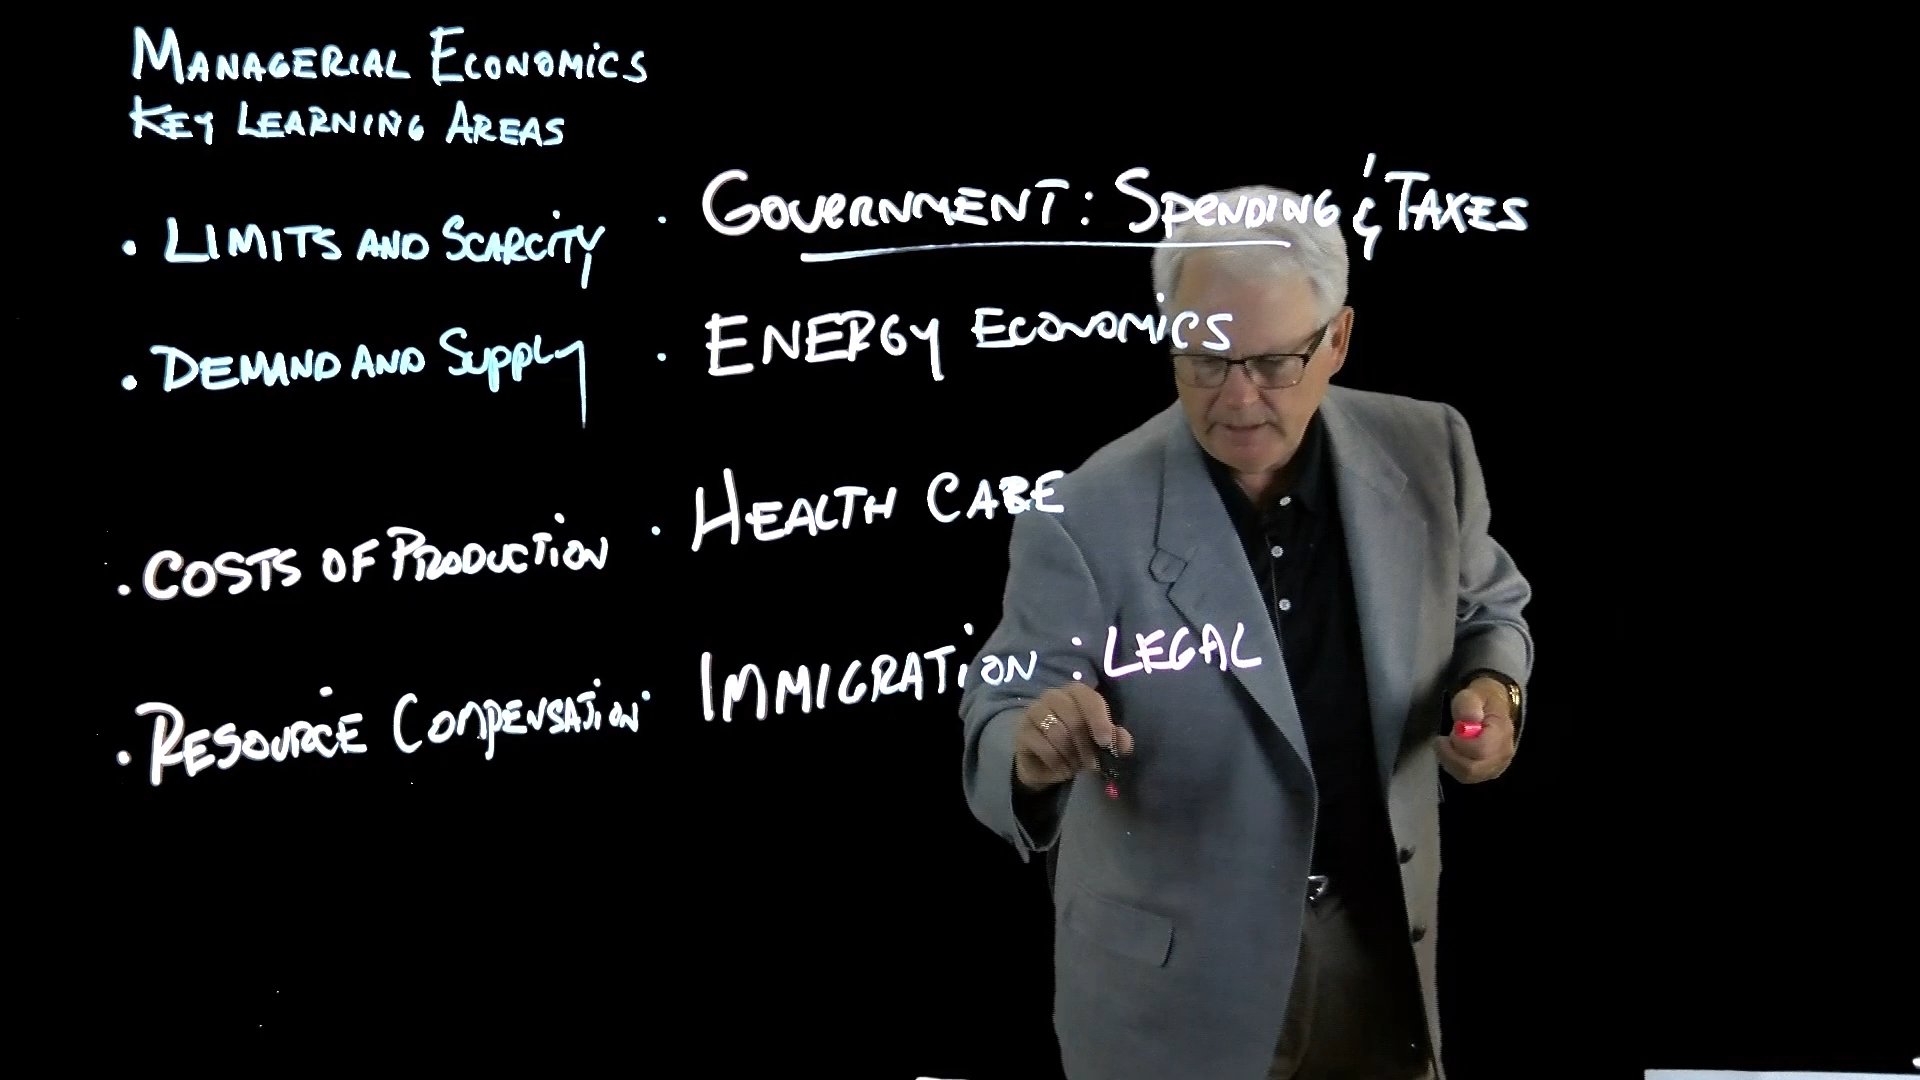 MANAGERIAL ECONOMICS
KEY LEARNING AREAS
• LIMITS AND SCARCITY
• DEMAND AND SUPPLY
• COSTS OF PRODUCTION
• RESOURCE COMPENSATION
• GOVERNMENT: SPENDING & TAXES
• ENERGY ECONOMICS
• HEALTH CARE
• IMMIGRATION: LEGAL